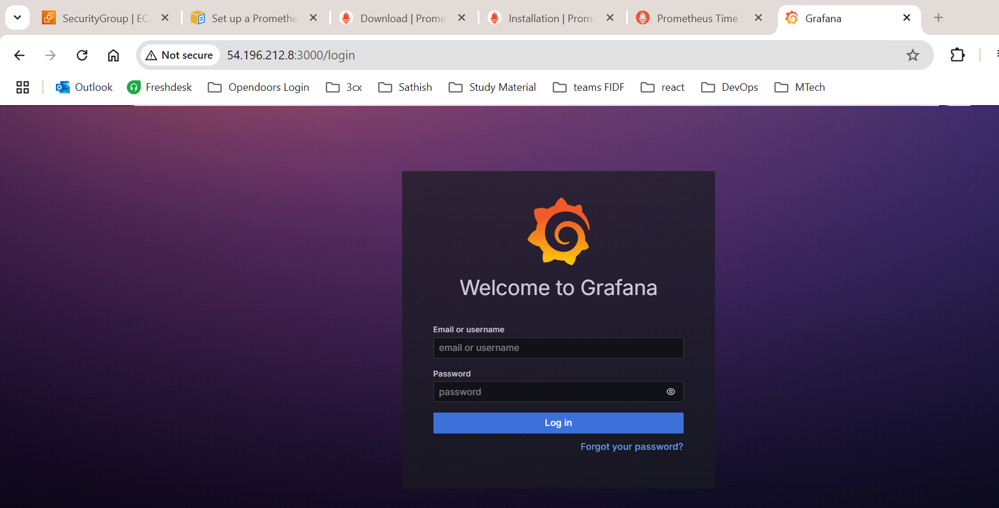 SecurityGroup | EC2
Set up a Promethe
Download | Prome
Installation | Prome
Prometheus Time S
Grafana
Not secure 54.196.212.8:3000/login
Outlook Freshdesk Opendoors Login 3cx Sathish Study Material teams FIDF react DevOps MTech
Welcome to Grafana
Email or username
email or username
Password
password
Log in
Forgot your password?